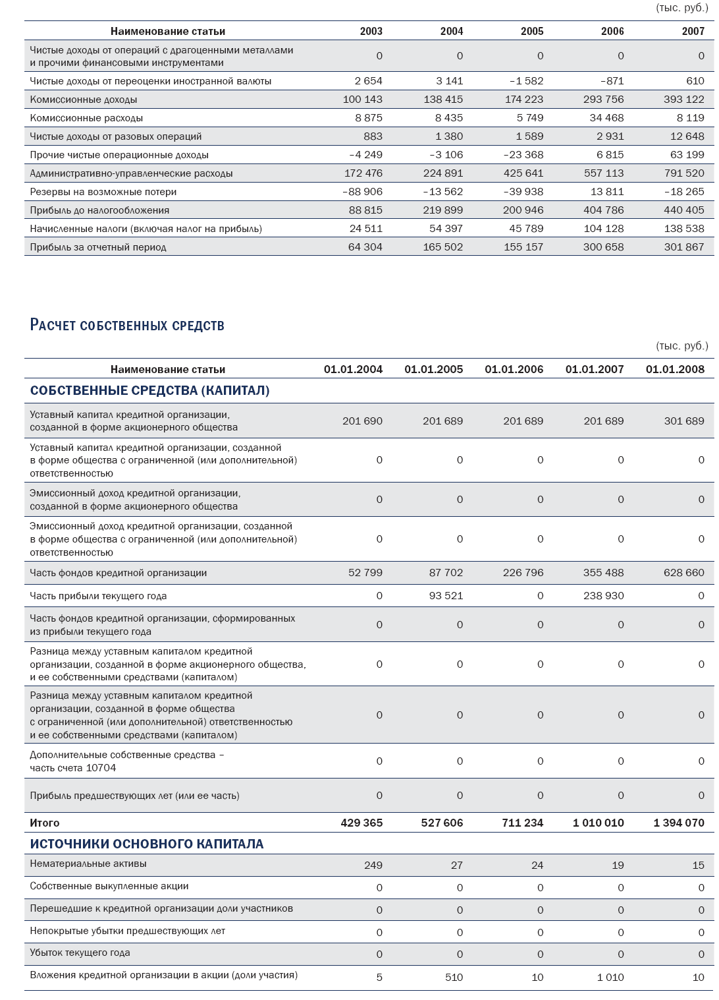 (тыс. руб.)
Наименование статьи 2003 2004 2005 2006 2007
Чистые доходы от операций с драгоценными металлами
и прочими финансовыми инструментами 0 0 0 0 0
Чистые доходы от переоценки иностранной валюты 2 654 3 141 –1 582 –871 610
Комиссионные доходы 100 143 138 415 174 223 293 756 393 122
Комиссионные расходы 8 875 8 435 5 749 34 468 8 119
Чистые доходы от разовых операций 883 1 380 1 589 2 931 12 648
Прочие чистые операционные доходы –4 249 –3 106 –23 368 6 815 63 199
Административно-управленческие расходы 172 476 224 891 425 641 557 113 791 520
Резервы на возможные потери –88 906 –13 562 –39 938 13 811 –18 265
Прибыль до налогообложения 88 815 219 899 200 946 404 786 440 405
Начисленные налоги (включая налог на прибыль) 24 511 54 397 45 789 104 128 138 538
Прибыль за отчетный период 64 304 165 502 155 157 300 658 301 867
Расчет собственных средств
(тыс. руб.)
Наименование статьи 01.01.2004 01.01.2005 01.01.2006 01.01.2007 01.01.2008
СОБСТВЕННЫЕ СРЕДСТВА (КАПИТАЛ)
Уставный капитал кредитной организации,
созданной в форме акционерного общества 201 690 201 689 201 689 201 689 301 689
Уставный капитал кредитной организации, созданной
в форме общества с ограниченной (или дополнительной) 0 0 0 0 0
ответственностью
Эмиссионный доход кредитной организации,
созданной в форме акционерного общества 0 0 0 0 0
Эмиссионный доход кредитной организации, созданной
в форме общества с ограниченной (или дополнительной) 0 0 0 0 0
ответственностью
Часть фондов кредитной организации 52 799 87 702 226 796 355 488 628 660
Часть прибыли текущего года 0 93 521 0 238 930 0
Часть фондов кредитной организации, сформированных
из прибыли текущего года 0 0 0 0 0
Разница между уставным капиталом кредитной
организации, созданной в форме акционерного общества, 0 0 0 0 0
и ее собственными средствами (капиталом)
Разница между уставным капиталом кредитной
организации, созданной в форме общества
с ограниченной (или дополнительной) ответственностью 0 0 0 0 0
и ее собственными средствами (капиталом)
Дополнительные собственные средства –
часть счета 10704 0 0 0 0 0
Прибыль предшествующих лет (или ее часть) 0 0 0 0 0
Итого 429 365 527 606 711 234 1 010 010 1 394 070
ИСТОЧНИКИ ОСНОВНОГО КАПИТАЛА
Нематериальные активы 249 27 24 19 15
Собственные выкупленные акции 0 0 0 0 0
Перешедшие к кредитной организации доли участников 0 0 0 0 0
Непокрытые убытки предшествующих лет 0 0 0 0 0
Убыток текущего года 0 0 0 0 0
Вложения кредитной организации в акции (доли участия) 5 510 10 1 010 10